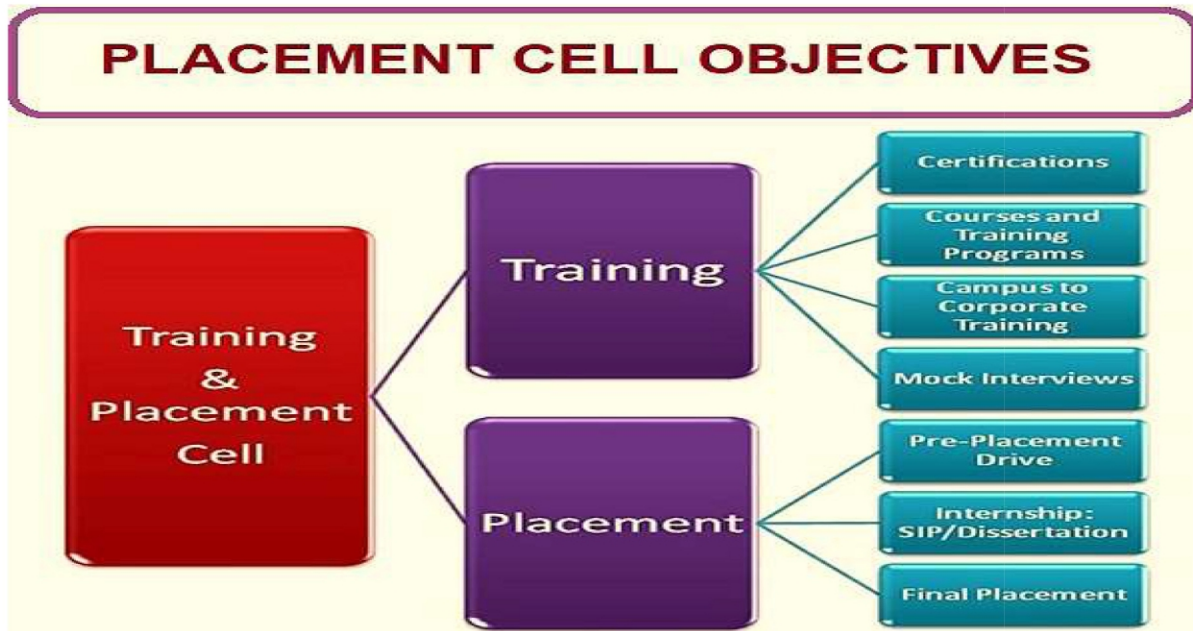 PLACEMENT CELL OBJECTIVES
Training
&
Placement
Cell
Training
Certifications
Courses and
Training
Programs
Campus to
Corporate
Training
Mock Interviews
Placement
Pre-Placement
Drive
Internship:
SIP/Dissertation
Final Placement